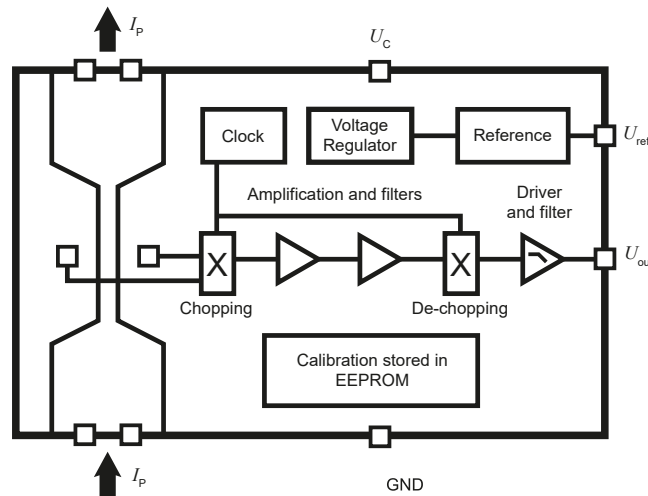 I_P
U_C
Clock
Voltage
Regulator
Reference
U_ref
Amplification and filters
Driver
and filter
X
X
U_ou
Chopping
De-chopping
Calibration stored in
EEPROM
I_P
GND